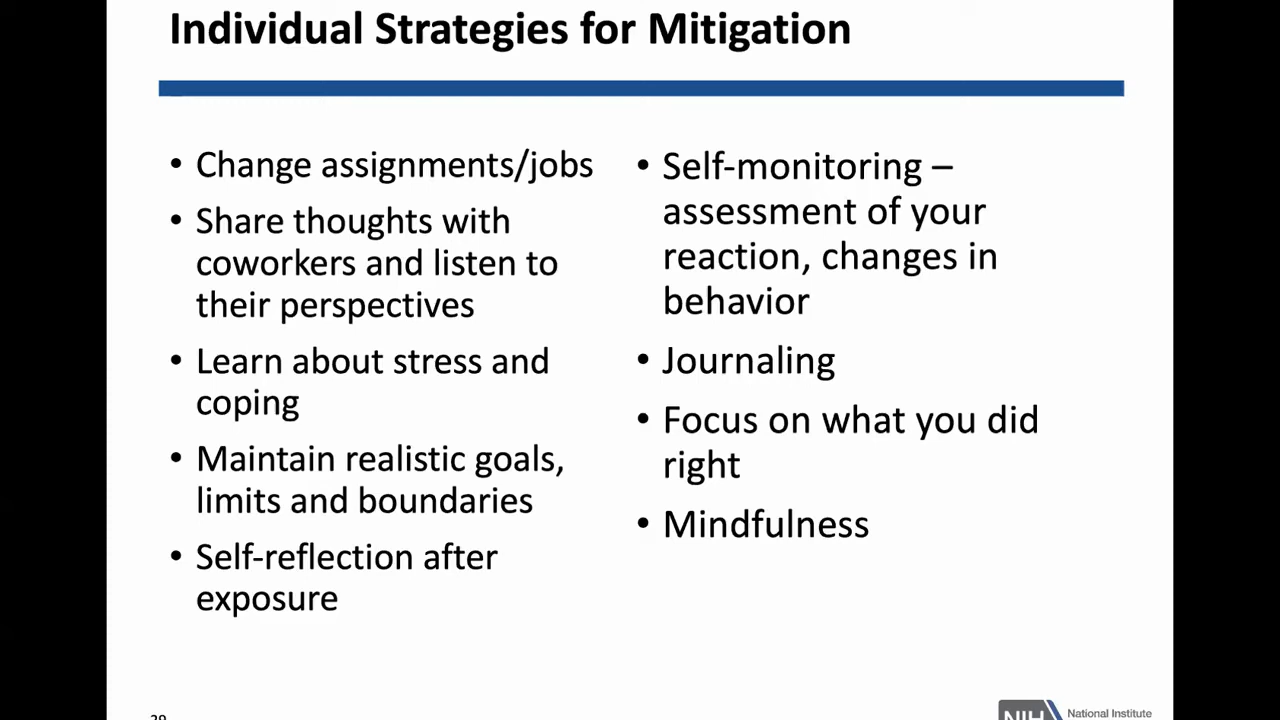 Individual Strategies for Mitigation
• Change assignments/jobs
• Share thoughts with
coworkers and listen to
their perspectives
• Learn about stress and
coping
• Maintain realistic goals,
limits and boundaries
• Self-reflection after
exposure
• Self-monitoring –
assessment of your
reaction, changes in
behavior
• Journaling
• Focus on what you did
right
• Mindfulness
NIH National Institute